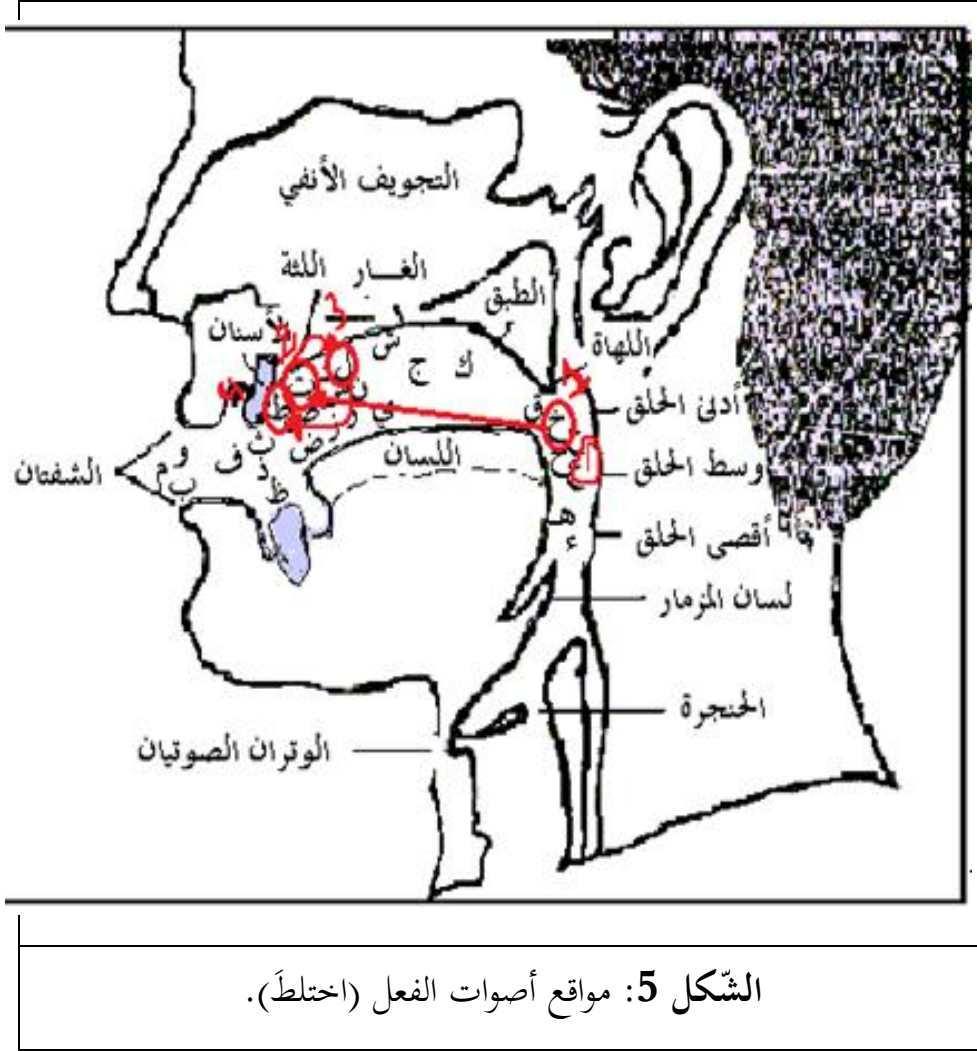 التجويف الأنفي
اللثة
الغـــار
الطبق
الأسنان
اللهاة
ش
ل
ت
ن
ك
ج
ق
خ
أدنى الحلق
ط
ض
ث
ف
ذ
ظ
و
م
ب
الشفتان
اللسان
وسط الحلق
هـ
ء
أقصى الحلق
لسان المزمار
الحنجرة
الوتران الصوتيان
الشّكل 5: مواقع أصوات الفعل (اختلطَ).